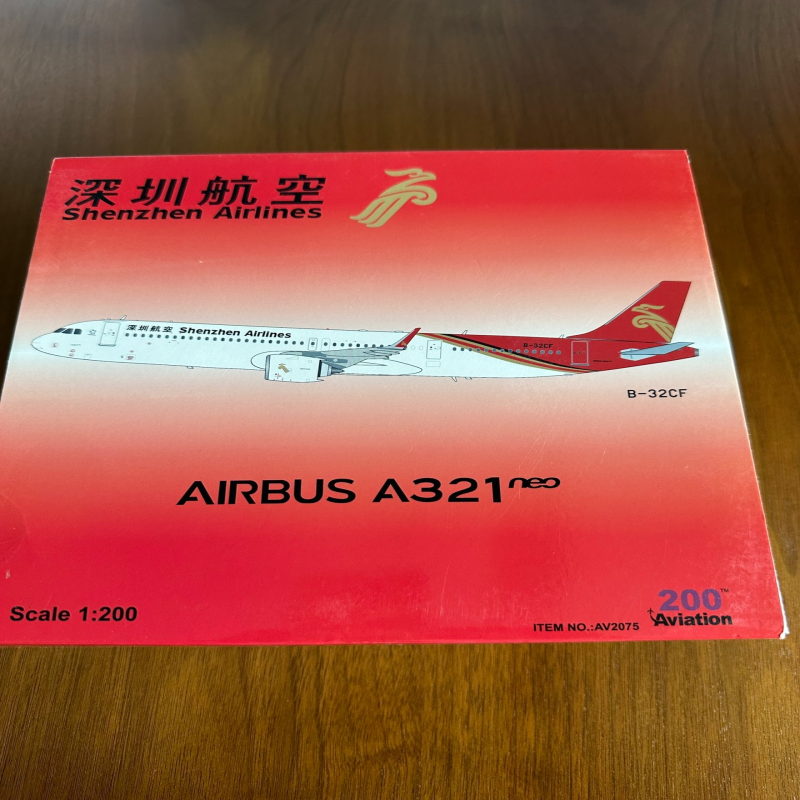 深圳航空
Shenzhen Airlines
深圳航空 Shenzhen Airlines
B-32CF
B-32CF
AIRBUS A321neo
Scale 1:200
ITEM NO.:AV2075
200™
Aviation